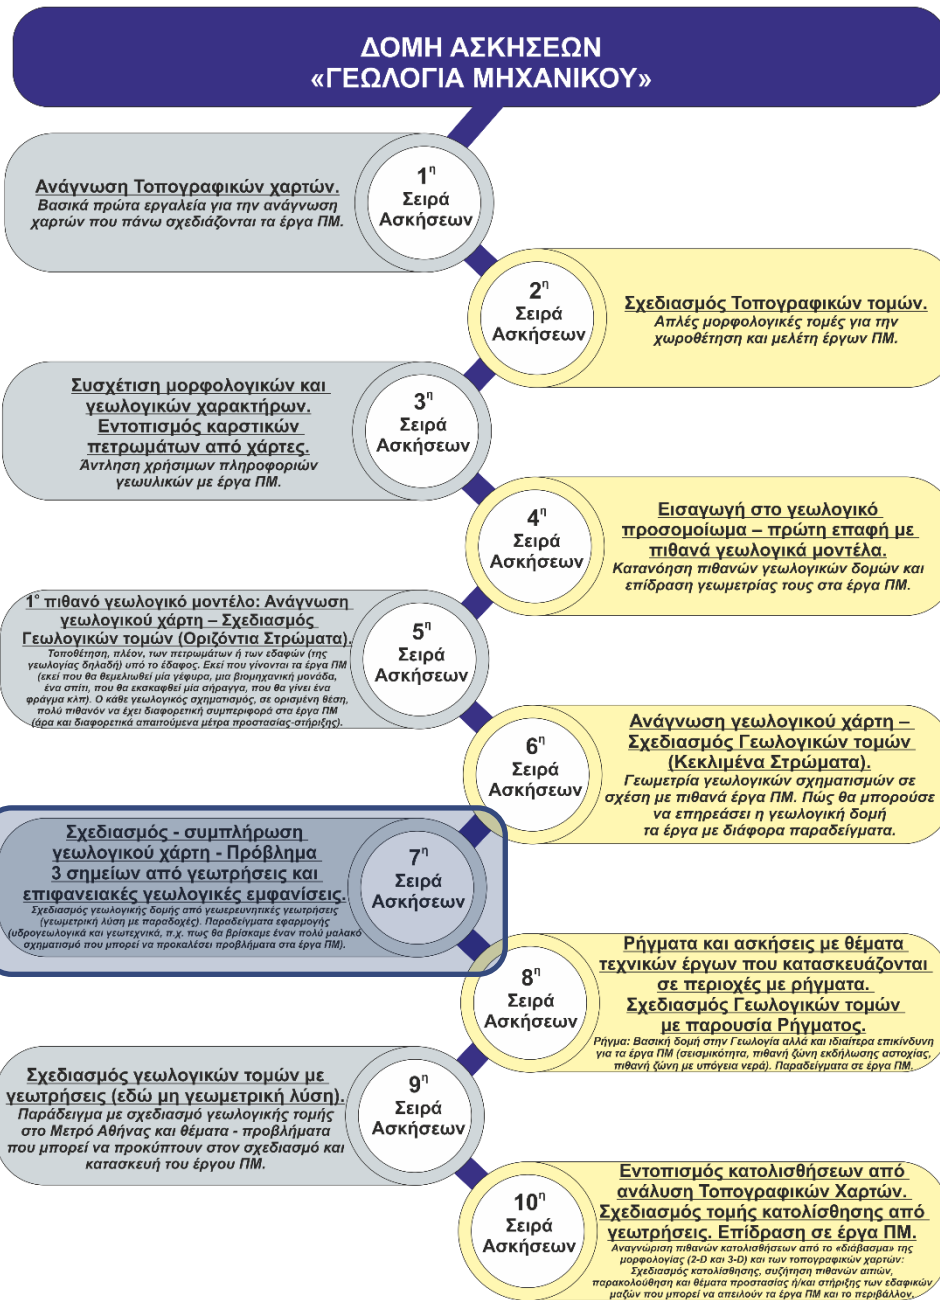 ΔΟΜΗ ΑΣΚΗΣΕΩΝ
«ΓΕΩΛΟΓΙΑ ΜΗΧΑΝΙΚΟΥ»
1η
Σειρά
Ασκήσεων
Ανάγνωση Τοπογραφικών χαρτών.
Βασικά πρώτα εργαλεία για την ανάγνωση
χαρτών που πάνω σχεδιάζονται τα έργα ΠΜ.
2η
Σειρά
Ασκήσεων
Σχεδιασμός Τοπογραφικών τομών.
Απλές μορφολογικές τομές για την
χωροθέτηση και μελέτη έργων ΠΜ.
3η
Σειρά
Ασκήσεων
Συσχέτιση μορφολογικών και
γεωλογικών χαρακτήρων.
Εντοπισμός καρστικών
πετρωμάτων από χάρτες.
Άντληση χρήσιμων πληροφοριών
γεωυλικών με έργα ΠΜ.
4η
Σειρά
Ασκήσεων
Εισαγωγή στο γεωλογικό
προσομοίωμα – πρώτη επαφή με
πιθανά γεωλογικά μοντέλα.
Κατανόηση πιθανών γεωλογικών δομών και
επίδραση γεωμετρίας τους στα έργα ΠΜ.
5η
Σειρά
Ασκήσεων
1° πιθανό γεωλογικό μοντέλο: Ανάγνωση
γεωλογικού χάρτη – Σχεδιασμός
Γεωλογικών τομών (Οριζόντια Στρώματα).
Τοποθέτηση, πλέον, των πετρωμάτων ή των εδαφών (της
γεωλογίας δηλαδή) υπό το έδαφος. Εκεί που γίνονται τα έργα ΠΜ
(εκεί που θα θεμελιωθεί μία γέφυρα, μια βιομηχανική μονάδα,
ένα σπίτι, που θα εκσκαφθεί μία σήραγγα, που θα γίνει ένα
φράγμα κλπ). Ο κάθε γεωλογικός σχηματισμός, σε ορισμένη θέση,
πολύ πιθανόν να έχει διαφορετική συμπεριφορά στα έργα ΠΜ
(άρα και διαφορετικά απαιτούμενα μέτρα προστασίας-στήριξης).
6η
Σειρά
Ασκήσεων
Ανάγνωση γεωλογικού χάρτη –
Σχεδιασμός Γεωλογικών τομών
(Κεκλιμένα Στρώματα).
Γεωμετρία γεωλογικών σχηματισμών σε
σχέση με πιθανά έργα ΠΜ. Πώς θα μπορούσε
να επηρεάσει η γεωλογική δομή
τα έργα με διάφορα παραδείγματα.
7η
Σειρά
Ασκήσεων
Σχεδιασμός - συμπλήρωση
γεωλογικού χάρτη - Πρόβλημα
3 σημείων από γεωτρήσεις και
επιφανειακές γεωλογικές εμφανίσεις.
Σχεδιασμός γεωλογικής δομής από γεωερευνητικές γεωτρήσεις
(γεωμετρική λύση με παραδοχές). Παραδείγματα εφαρμογής
(υδρογεωλογικά και γεωτεχνικά, π.χ. πως θα βρίσκαμε έναν πολύ μαλακό
σχηματισμό που μπορεί να προκαλέσει προβλήματα στα έργα ΠΜ).
8η
Σειρά
Ασκήσεων
Ρήγματα και ασκήσεις με θέματα
τεχνικών έργων που κατασκευάζονται
σε περιοχές με ρήγματα.
Σχεδιασμός Γεωλογικών τομών
με παρουσία Ρήγματος.
Ρήγμα: Βασική δομή στην Γεωλογία αλλά και ιδιαίτερα επικίνδυνη
για τα έργα ΠΜ (σεισμικότητα, πιθανή ζώνη εκδήλωσης αστοχίας,
πιθανή ζώνη με υπόγεια νερά). Παραδείγματα σε έργα ΠΜ.
9η
Σειρά
Ασκήσεων
Σχεδιασμός γεωλογικών τομών με
γεωτρήσεις (εδώ μη γεωμετρική λύση).
Παράδειγμα με σχεδιασμό γεωλογικής τομής
στο Μετρό Αθήνας και θέματα - προβλήματα
που μπορεί να προκύπτουν στον σχεδιασμό και
κατασκευή του έργου ΠΜ.
10η
Σειρά
Ασκήσεων
Εντοπισμός κατολισθήσεων από
ανάλυση Τοπογραφικών Χαρτών.
Σχεδιασμός τομής κατολίσθησης από
γεωτρήσεις. Επίδραση σε έργα ΠΜ.
Αναγνώριση πιθανών κατολισθήσεων από το «διάβασμα» της
μορφολογίας (2-D και 3-D) και των τοπογραφικών χαρτών:
Σχεδιασμός κατολίσθησης, συζήτηση πιθανών αιτιών,
παρακολούθηση και θέματα προστασίας ή/και στήριξης των εδαφικών
μαζών που μπορεί να απειλούν τα έργα ΠΜ και το περιβάλλον.